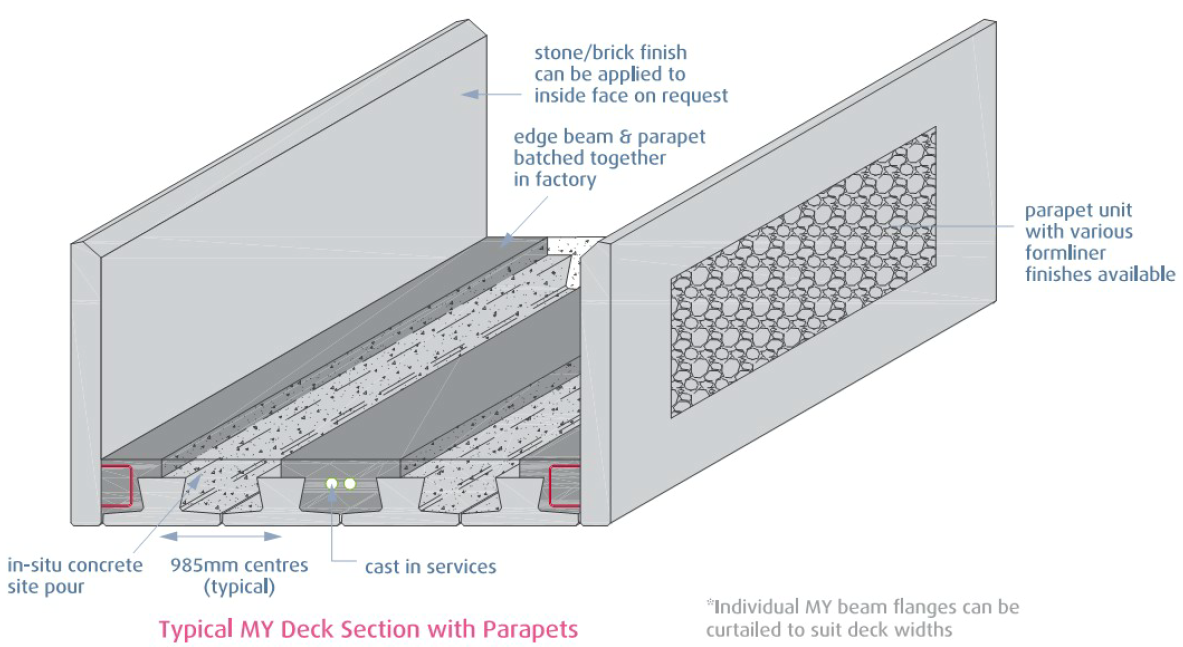 stone/brick finish
can be applied to
inside face on request
edge beam & parapet
batched together
in factory
parapet unit
with various
formliner
finishes available
in-situ concrete
site pour
985mm centres
(typical)
cast in services
Typical MY Deck Section with Parapets
*Individual MY beam flanges can be
curtailed to suit deck widths